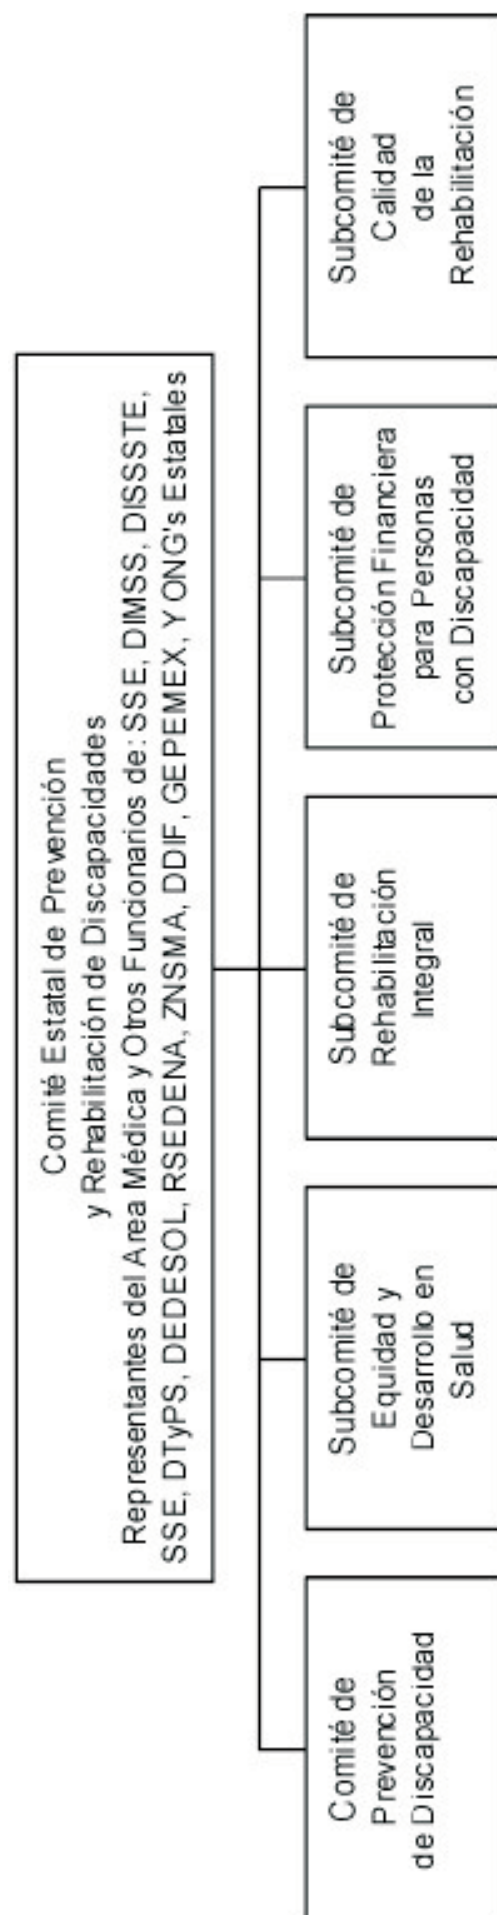 Comité Estatal de Prevención
y Rehabilitación de Discapacidades
Representantes del Area Médica y Otros Funcionarios de: SSE, DIMSS, DISSSTE,
SSE, DTyPS, DEDESOL, RSEDENA, ZNSMA, DDIF, GEPEMEX, Y ONG's Estatales
Comité de
Prevención
de Discapacidad
Subcomité de
Equidad y
Desarrollo en
Salud
Subcomité de
Rehabilitación
Integral
Subcomité de
Protección Financiera
para Personas
con Discapacidad
Subcomité de
Calidad
de la
Rehabilitación